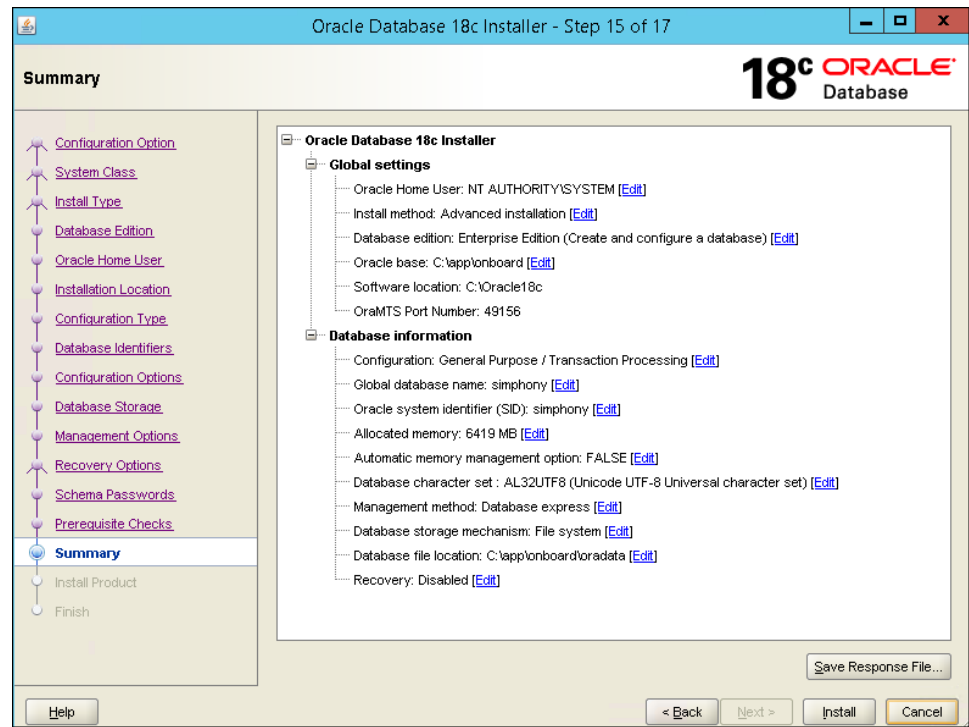 Oracle Database 18c Installer - Step 15 of 17
Summary
18c ORACLE
Database
Configuration Option
System Class
Install Type
Database Edition
Oracle Home User
Installation Location
Configuration Type
Database Identifiers
Configuration Options
Database Storage
Management Options
Recovery Options
Schema Passwords
Prerequisite Checks
Summary
Install Product
Finish
Oracle Database 18c Installer
Global settings
Oracle Home User: NT AUTHORITY\SYSTEM [Edit]
Install method: Advanced installation [Edit]
Database edition: Enterprise Edition (Create and configure a database) [Edit]
Oracle base: C:\app\onboard [Edit]
Software location: C:\Oracle18c
OraMTS Port Number: 49156
Database information
Configuration: General Purpose / Transaction Processing [Edit]
Global database name: simphony [Edit]
Oracle system identifier (SID): simphony [Edit]
Allocated memory: 6419 MB [Edit]
Automatic memory management option: FALSE [Edit]
Database character set : AL32UTF8 (Unicode UTF-8 Universal character set) [Edit]
Management method: Database express [Edit]
Database storage mechanism: File system [Edit]
Database file location: C:\app\onboard\oradata [Edit]
Recovery: Disabled [Edit]
Save Response File...
Help
< Back
Next >
Install
Cancel